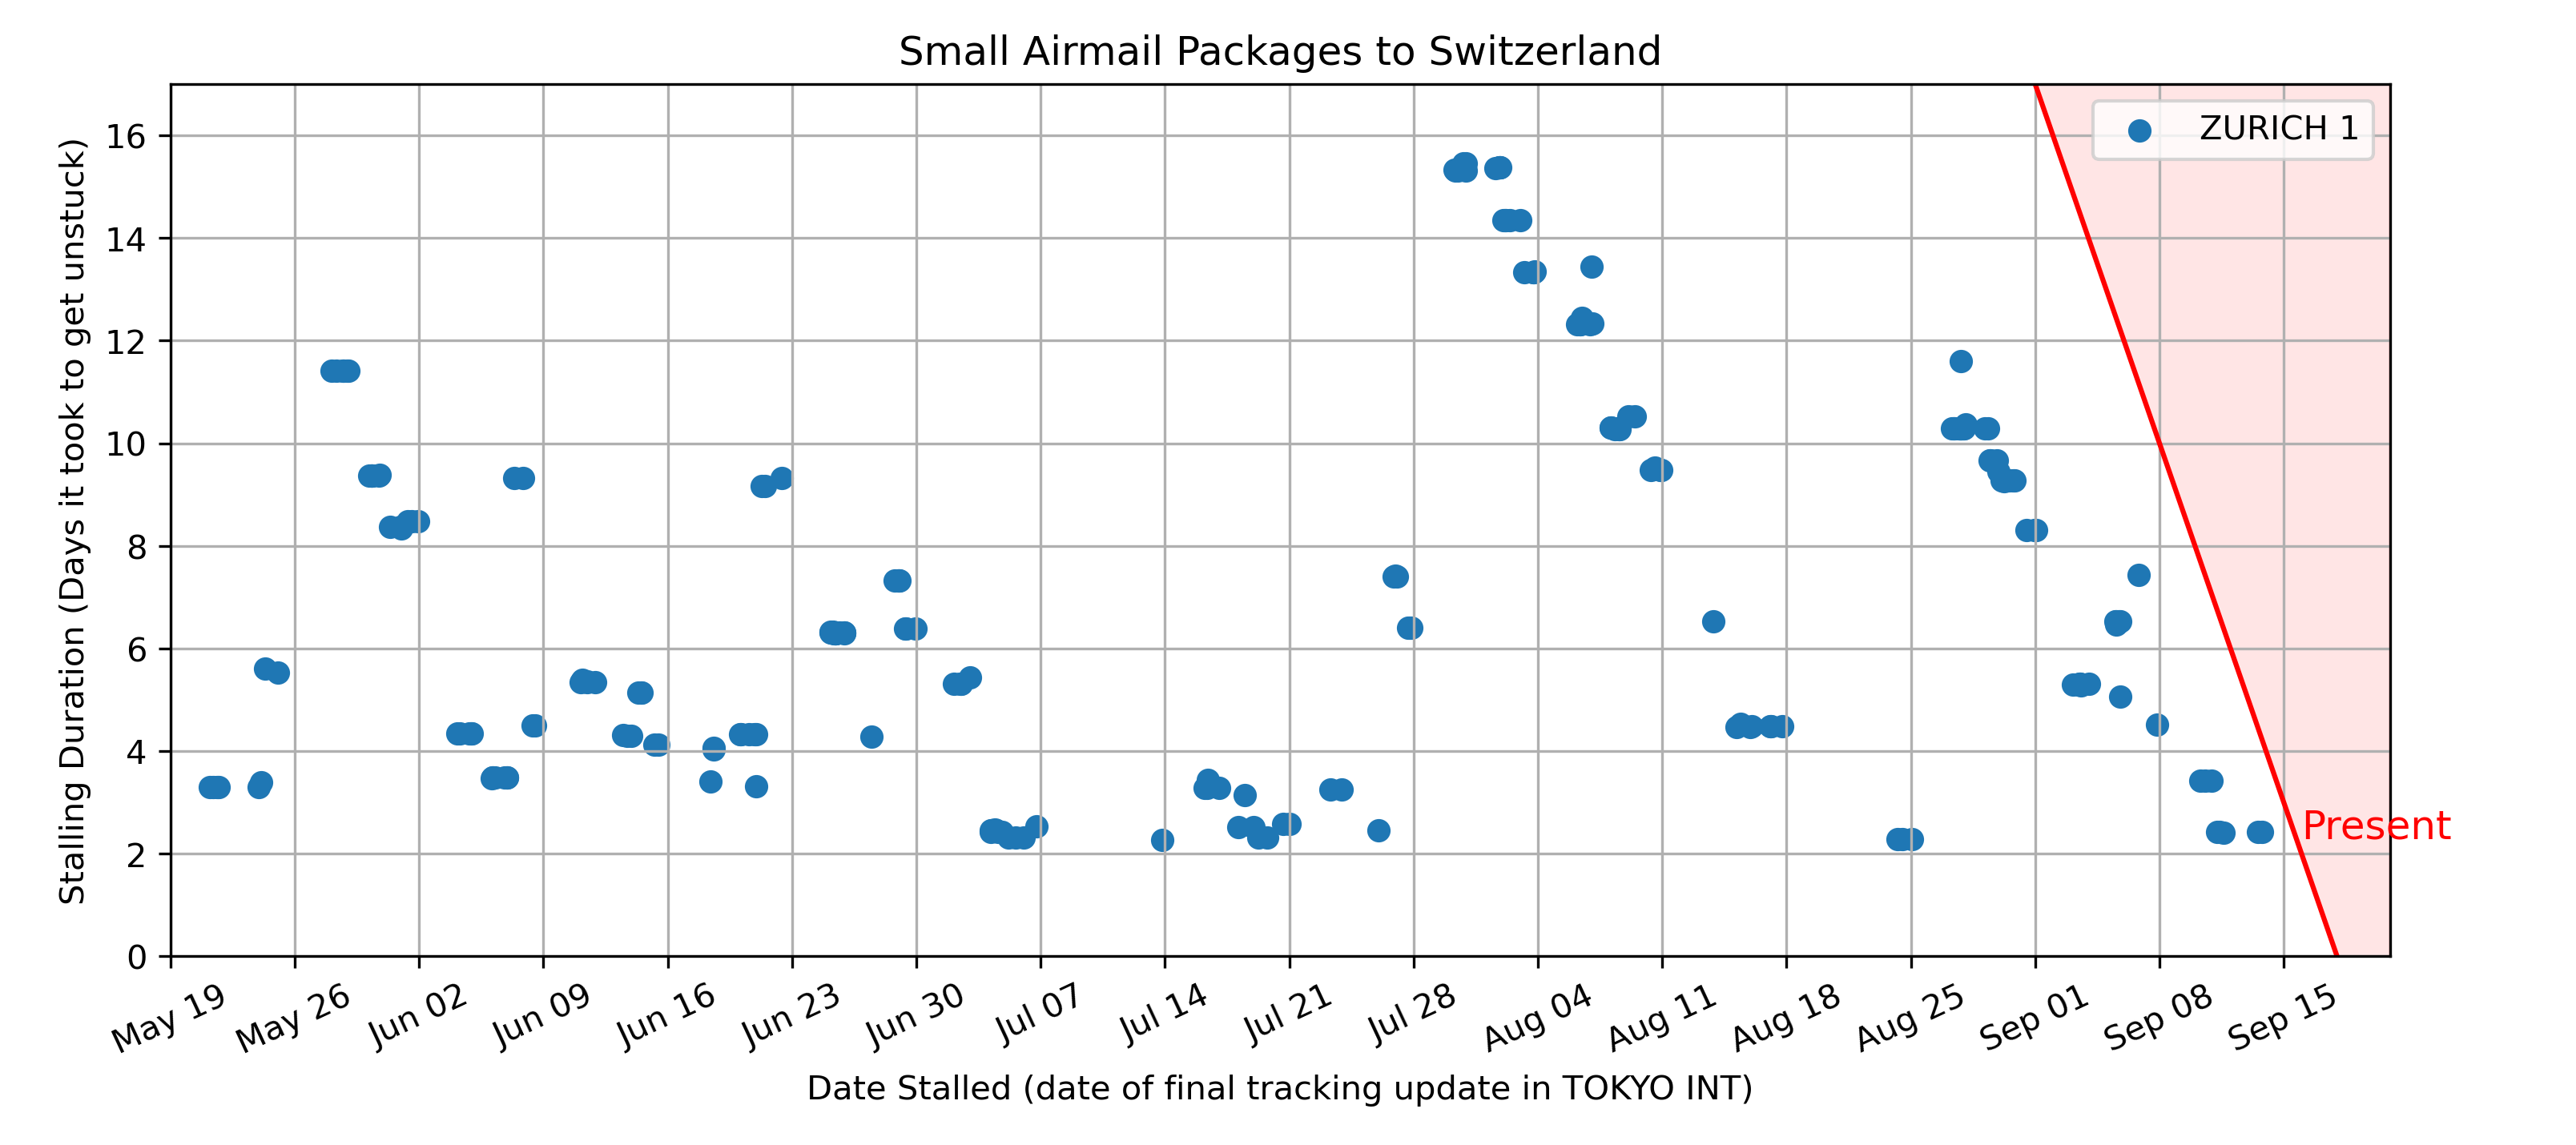 Small Airmail Packages to Switzerland
ZURICH 1
Stalling Duration (Days it took to get unstuck)
16
14
12
10
8
6
4
2
0
Present
May 19
May 26
Jun 02
Jun 09
Jun 16
Jun 23
Jun 30
Jul 07
Jul 14
Jul 21
Jul 28
Aug 04
Aug 11
Aug 18
Aug 25
Sep 01
Sep 08
Sep 15
Date Stalled (date of final tracking update in TOKYO INT)